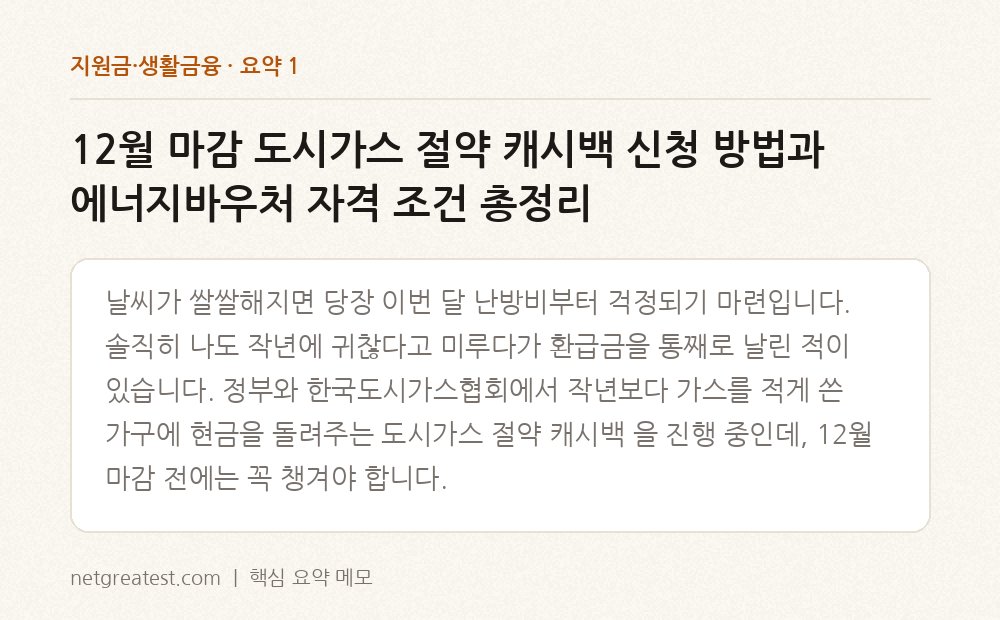 지원금·생활금융 · 요약 1
12월 마감 도시가스 절약 캐시백 신청 방법과
에너지바우처 자격 조건 총정리
날씨가 쌀쌀해지면 당장 이번 달 난방비부터 걱정되기 마련입니다.
솔직히 나도 작년에 귀찮다고 미루다가 환급금을 통째로 날린 적이
있습니다. 정부와 한국도시가스협회에서 작년보다 가스를 적게 쓴
가구에 현금을 돌려주는 도시가스 절약 캐시백 을 진행 중인데, 12월
마감 전에는 꼭 챙겨야 합니다.
netgreatest.com | 핵심 요약 메모